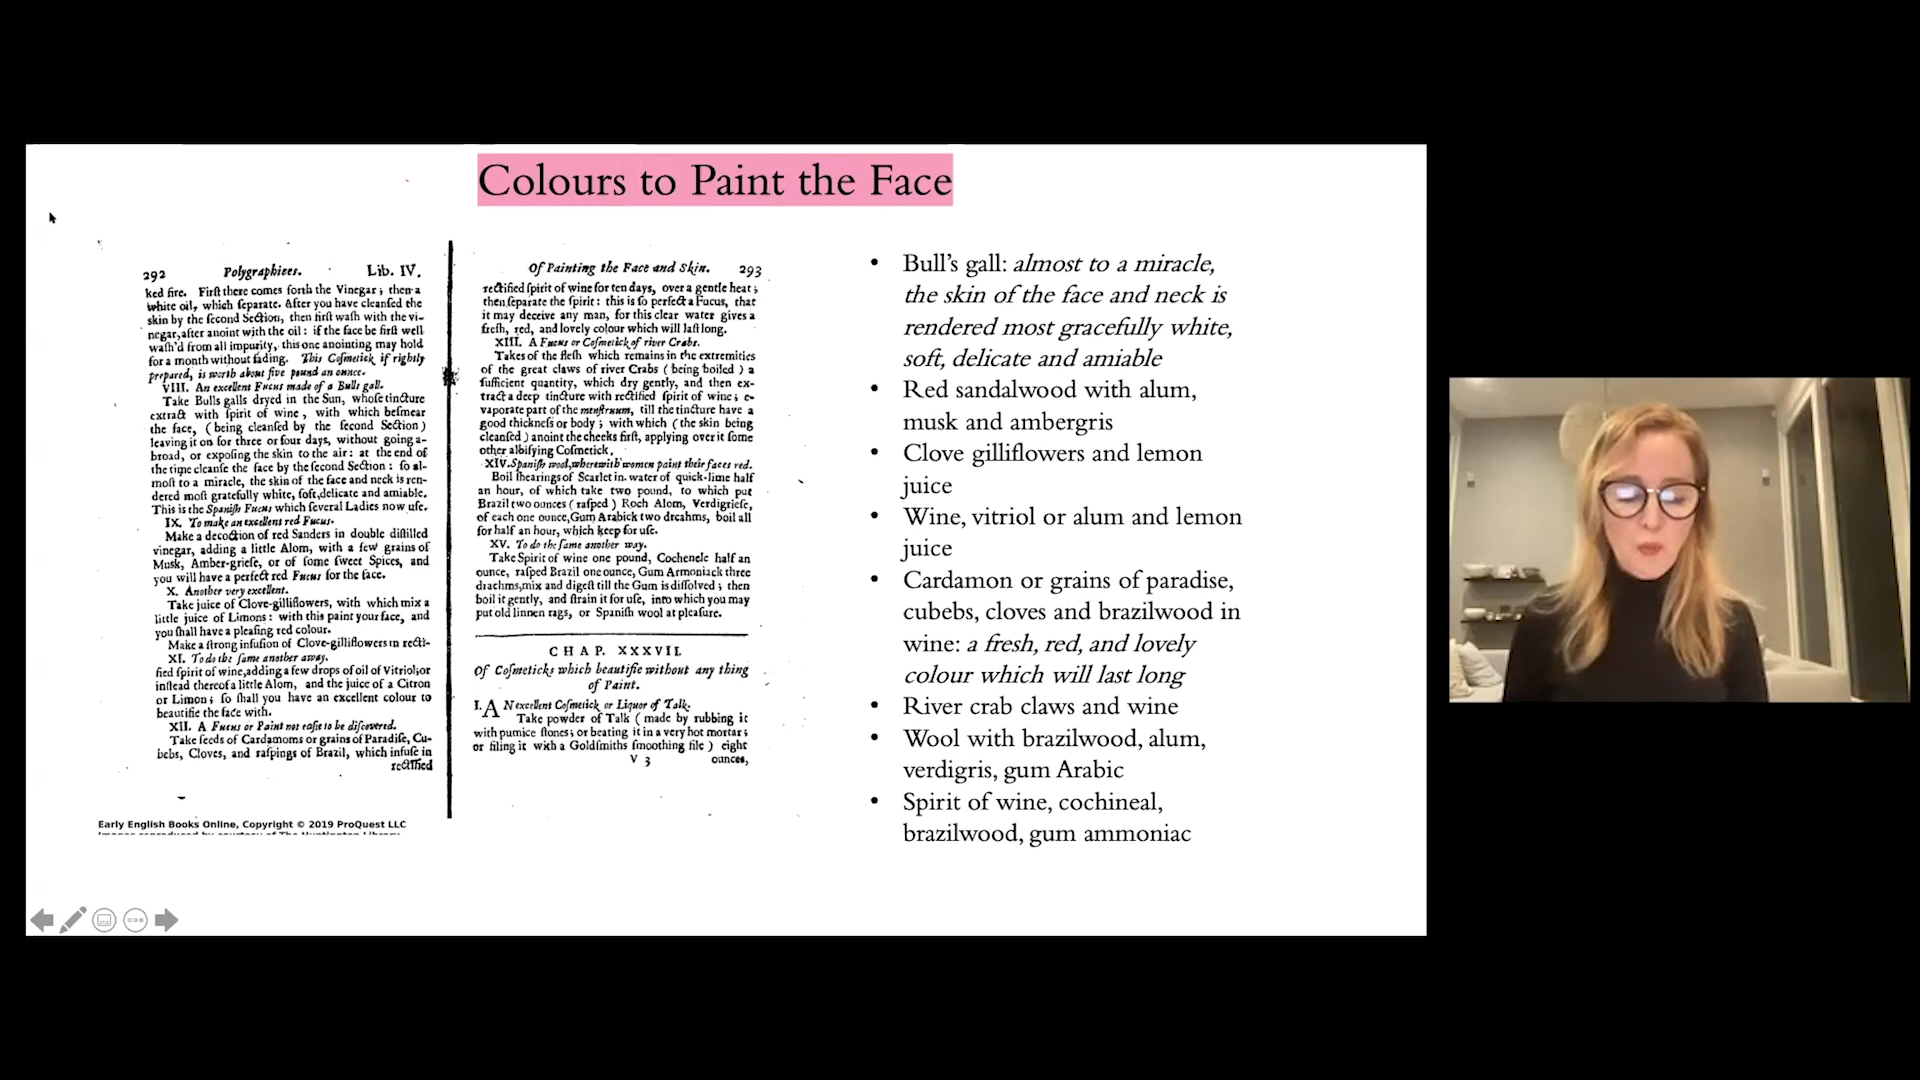 Colours to Paint the Face
292 Polygraphices. Lib. IV.
ked fire. Firſt there comes forth the Vinegar; then a
white oil, which ſeparate. After you have cleanſed the
skin by the ſecond Section, then firſt waſh with the vi-
negar, after anoint with the oil: if the face be firſt well
waſh'd from all impurity, this one anointing may hold
for a month without fading. This Coſmetick if rightly
prepared, is worth about five pound an ounce.
VIII. An excellent Fucus made of a Bulls gall.
Take Bulls galls dryed in the Sun, whoſe tincture
extract with ſpirit of wine, with which beſmear
the face, (being cleanſed by the ſecond Section)
leaving it on for three or four days, without going a-
broad, or expoſing the skin to the air: at the end of
the time cleanſe the face by the ſecond Section: ſo al-
moſt to a miracle, the skin of the face and neck is ren-
dered moſt gratefully white, ſoft, delicate and amiable.
This is the Spaniſh Fucus which ſeveral Ladies now uſe.
IX. To make an excellent red Fucus.
Make a decoction of red Sanders in double diſtilled
vinegar, adding a little Alom, with a few grains of
Musk, Amber-grieſe, or of ſome ſweet Spices, and
you will have a perfect red Fucus for the face.
X. Another very excellent.
Take juice of Clove-gilliflowers, with which mix a
little juice of Limons: with this paint your face, and
you ſhall have a pleaſing red colour.
Make a ſtrong infuſion of Clove-gilliflowers in recti-
XI. To do the ſame another away.
fied ſpirit of wine, adding a few drops of oil of Vitriol; or
inſtead thereof a little Alom, and the juice of a Citron
or Limon; ſo ſhall you have an excellent colour to
beautifie the face with.
XII. A Fucus or Paint not eaſie to be diſcovered.
Take ſeeds of Cardamoms or grains of Paradiſe, Cu-
bebs, Cloves, and raſpings of Brazil, which infuſe in
rectified
Of Painting the Face and Skin. 293
rectified ſpirit of wine for ten days, over a gentle heat;
then ſeparate the ſpirit: this is ſo perfect a Fucus, that
it may deceive any man, for this clear water gives a
freſh, red, and lovely colour which will laſt long.
XIII. A Fucus or Coſmetick of river Crabs.
Takes of the fleſh which remains in the extremities
of the great claws of river Crabs (being boiled) a
ſufficient quantity, which dry gently, and then ex-
tract a deep tincture with rectified ſpirit of wine; e-
vaporate part of the menſtruum, till the tincture have a
good thickneſs or body; with which (the skin being
cleanſed) anoint the cheeks firſt, applying over it ſome
other albifying Coſmetick.
XIV. Spaniſh wool, wherewith women paint their faces red.
Boil ſhearings of Scarlet in water of quick-lime half
an hour, of which take two pound, to which put
Brazil two ounces (raſped) Roch Alom, Verdigrieſe,
of each one ounce, Gum Arabick two drachms, boil all
for half an hour, which keep for uſe.
XV. To do the ſame another way.
Take Spirit of wine one pound, Cochenele half an
ounce, raſped Brazil one ounce, Gum Armoniack three
drachms, mix and digeſt till the Gum is diſſolved; then
boil it gently, and ſtrain it for uſe, into which you may
put old linnen rags, or Spaniſh wool at pleaſure.
CHAP. XXXVII.
Of Coſmeticks which beautifie without any thing
of Paint.
I. AN excellent Coſmetick or Liquor of Talk.
Take powder of Talk (made by rubbing it
with pumice ſtones; or beating it in a very hot mortar;
or filing it with a Goldſmiths ſmoothing file) eight
V 3 ounces,
Early English Books Online, Copyright © 2019 ProQuest LLC
Images reproduced by courtesy of The Huntington Library
• Bull's gall: almost to a miracle,
the skin of the face and neck is
rendered most gracefully white,
soft, delicate and amiable
• Red sandalwood with alum,
musk and ambergris
• Clove gilliflowers and lemon
juice
• Wine, vitriol or alum and lemon
juice
• Cardamon or grains of paradise,
cubebs, cloves and brazilwood in
wine: a fresh, red, and lovely
colour which will last long
• River crab claws and wine
• Wool with brazilwood, alum,
verdigris, gum Arabic
• Spirit of wine, cochineal,
brazilwood, gum ammoniac